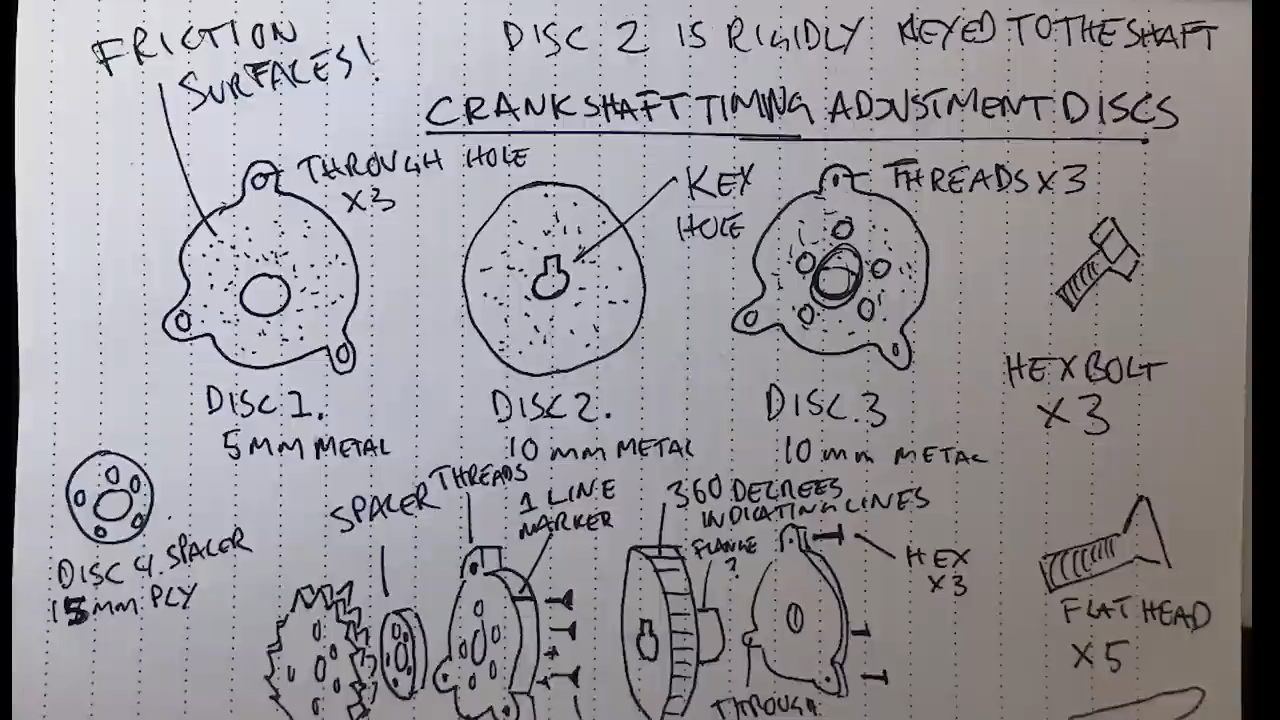 FRICTION
SURFACES!
DISC 2 IS RIGIDLY KEYED TO THE SHAFT
CRANKSHAFT TIMING ADJUSTMENT DISCS
THROUGH HOLE
X3
KEY
HOLE
THREADS X3
DISC 1.
5MM METAL
DISC 2.
10 mm METAL
DISC.3
10 mm METAL
HEX BOLT
X3
DISC 4. SPACER
15mm PLY
SPACER
THREADS
1 LINE
MARKER
360 DEGREES
INDICATING LINES
FLANGE
?
HEX
X3
FLAT HEAD
X5
THROUGH